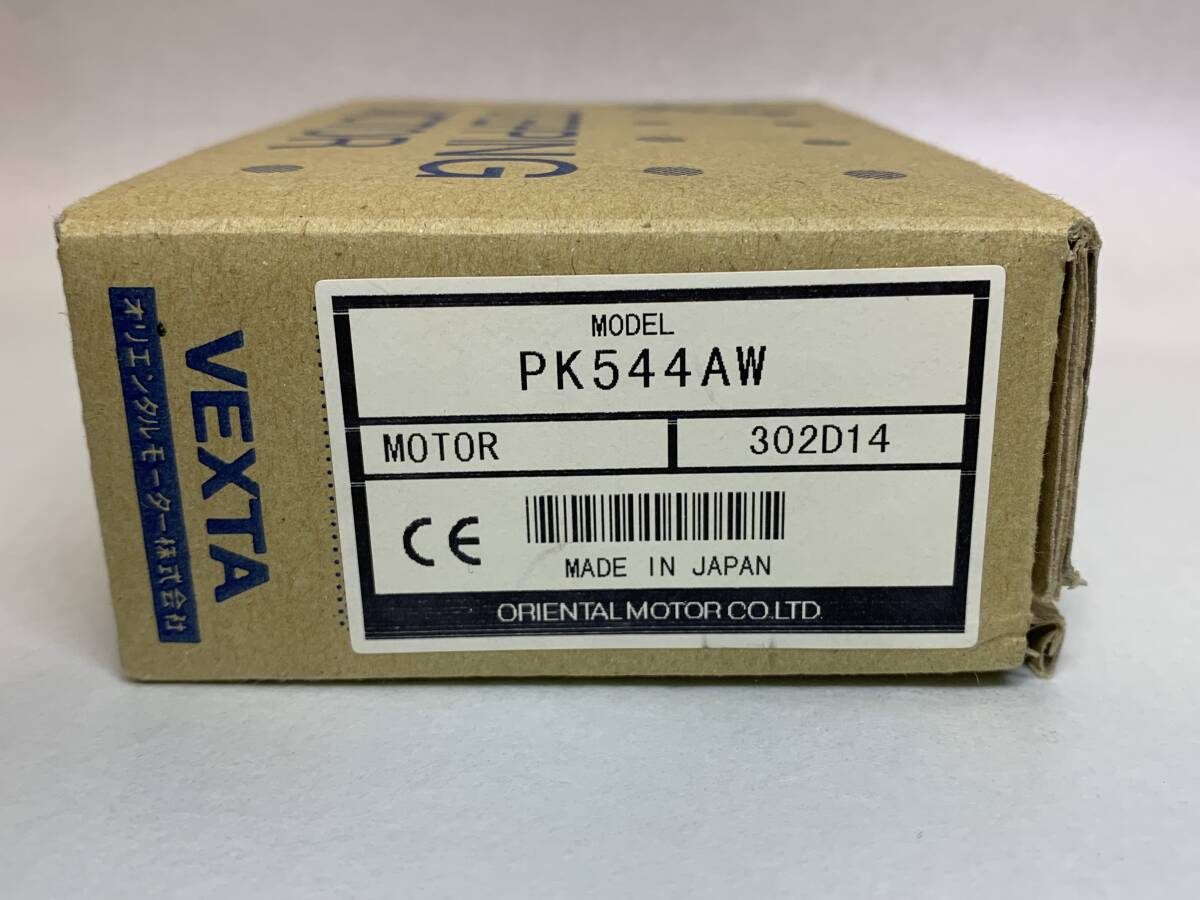 MODEL
PK544AW
MOTOR
302D14
CE
MADE IN JAPAN
ORIENTAL MOTOR CO.LTD.
VEXTA
オリエンタルモーター株式会社